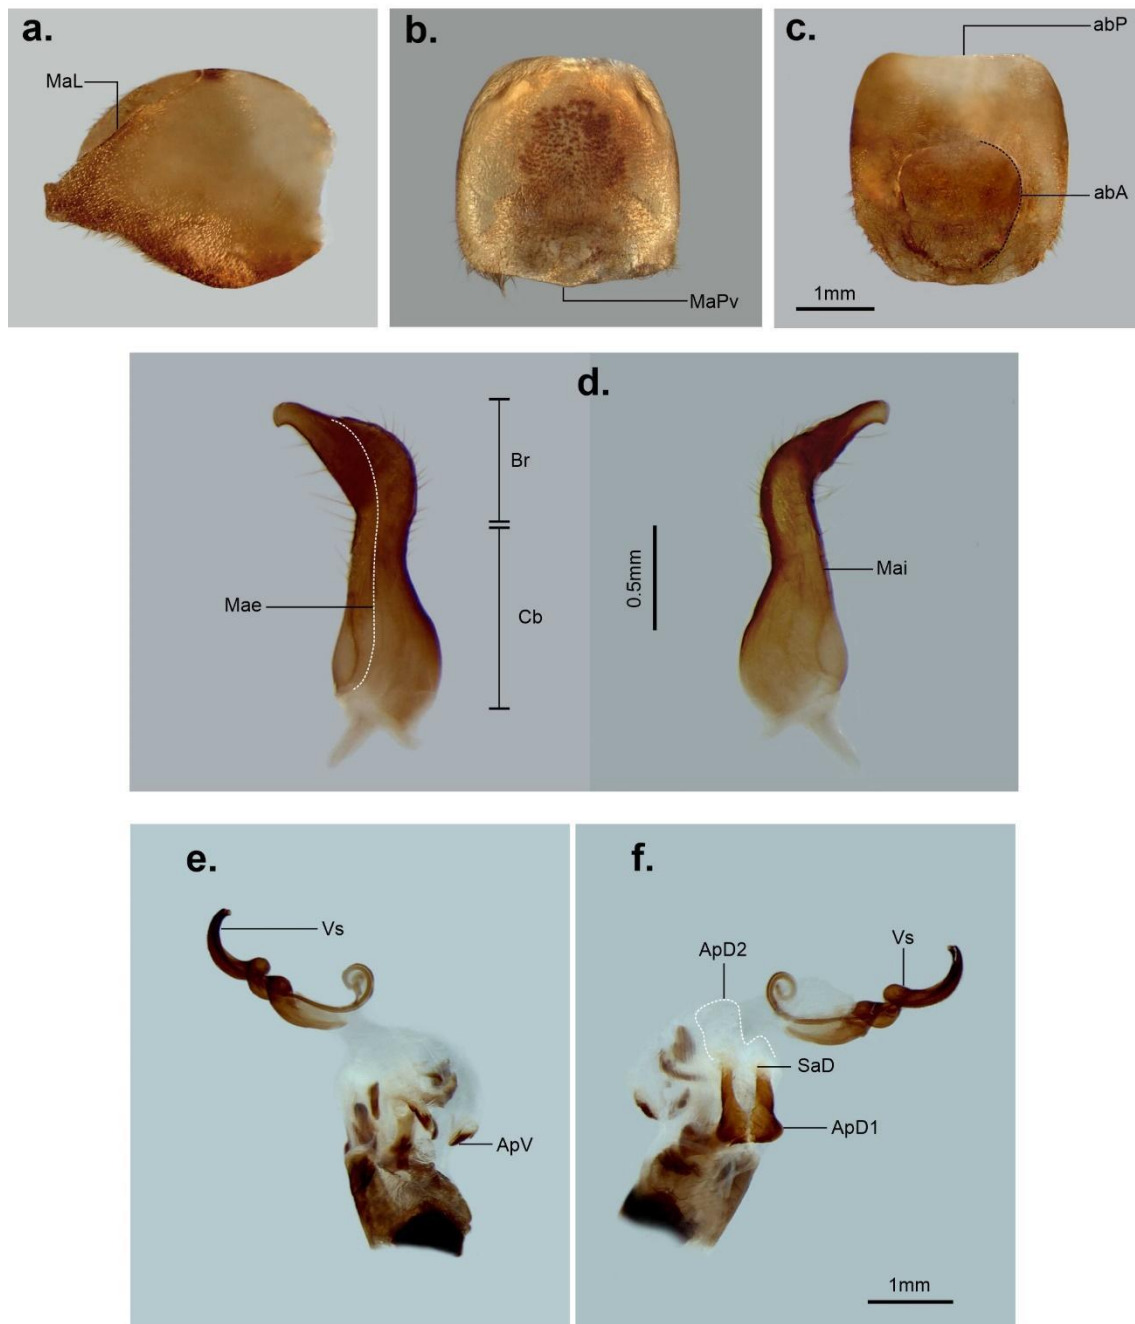 a.
MaL
b.
MaPv
c.
abP
abA
1mm
d.
Br
Mae
Cb
0.5mm
Mai
e.
Vs
ApV
f.
ApD2
Vs
SaD
ApD1
1mm